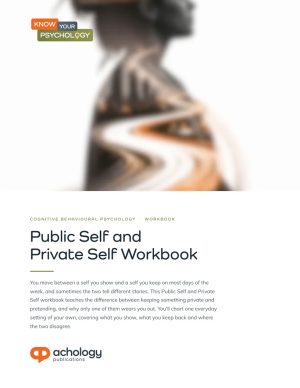 KNOW YOUR
PSYCHOLOGY
COGNITIVE BEHAVIOURAL PSYCHOLOGY WORKBOOK
Public Self and
Private Self Workbook
You move between a self you show and a self you keep on most days of the
week, and sometimes the two tell different stories. This Public Self and Private
Self workbook teaches the difference between keeping something private and
pretending, and why only one of them wears you out. You'll chart one everyday
setting of your own, covering what you show, what you keep back and where
the two disagree.
achology
publications